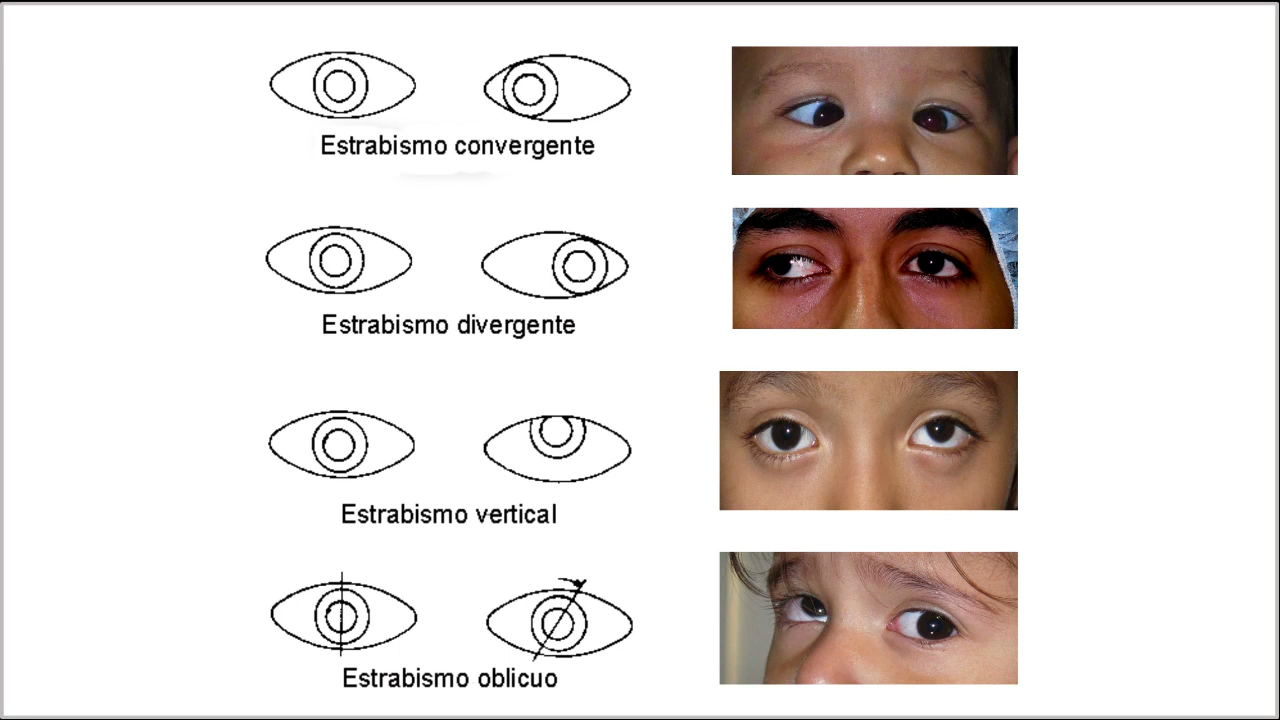 Estrabismo convergente
Estrabismo divergente
Estrabismo vertical
Estrabismo oblicuo